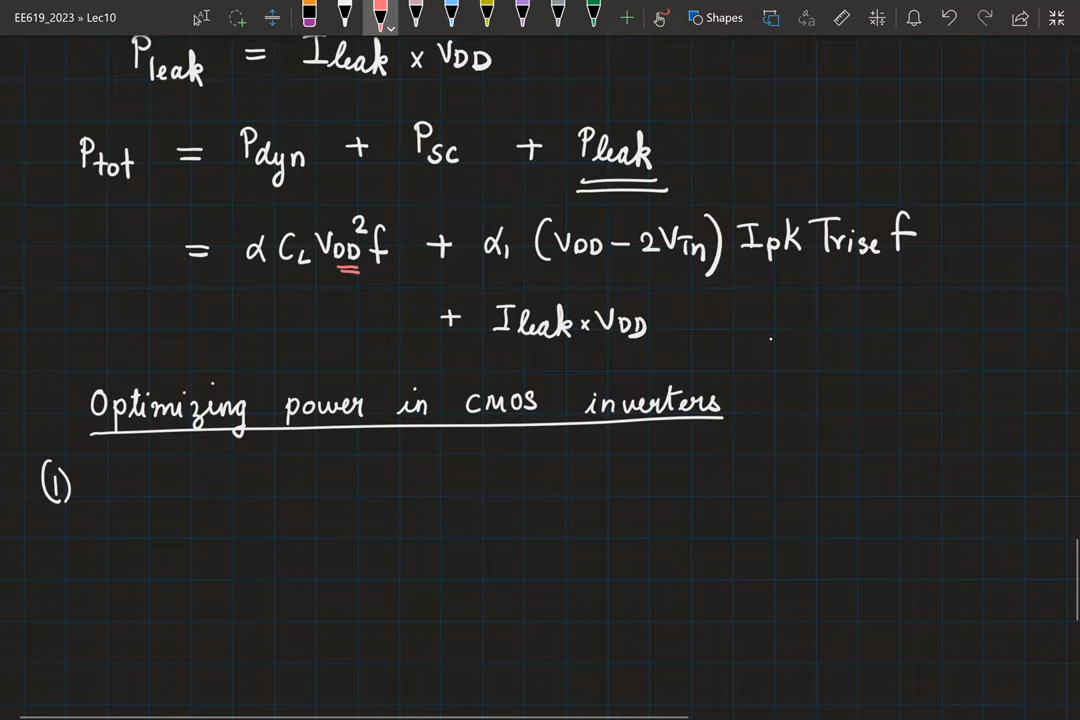 EE619_2023 » Lec10
Shapes
Pleak = Ileak × VDD
Ptot = Pdyn + Psc + Pleak
= α CL VDD² f + α1 (VDD - 2VTn) Ipk Trise f
+ Ileak × VDD
Optimizing power in CMOS inverters
(1)